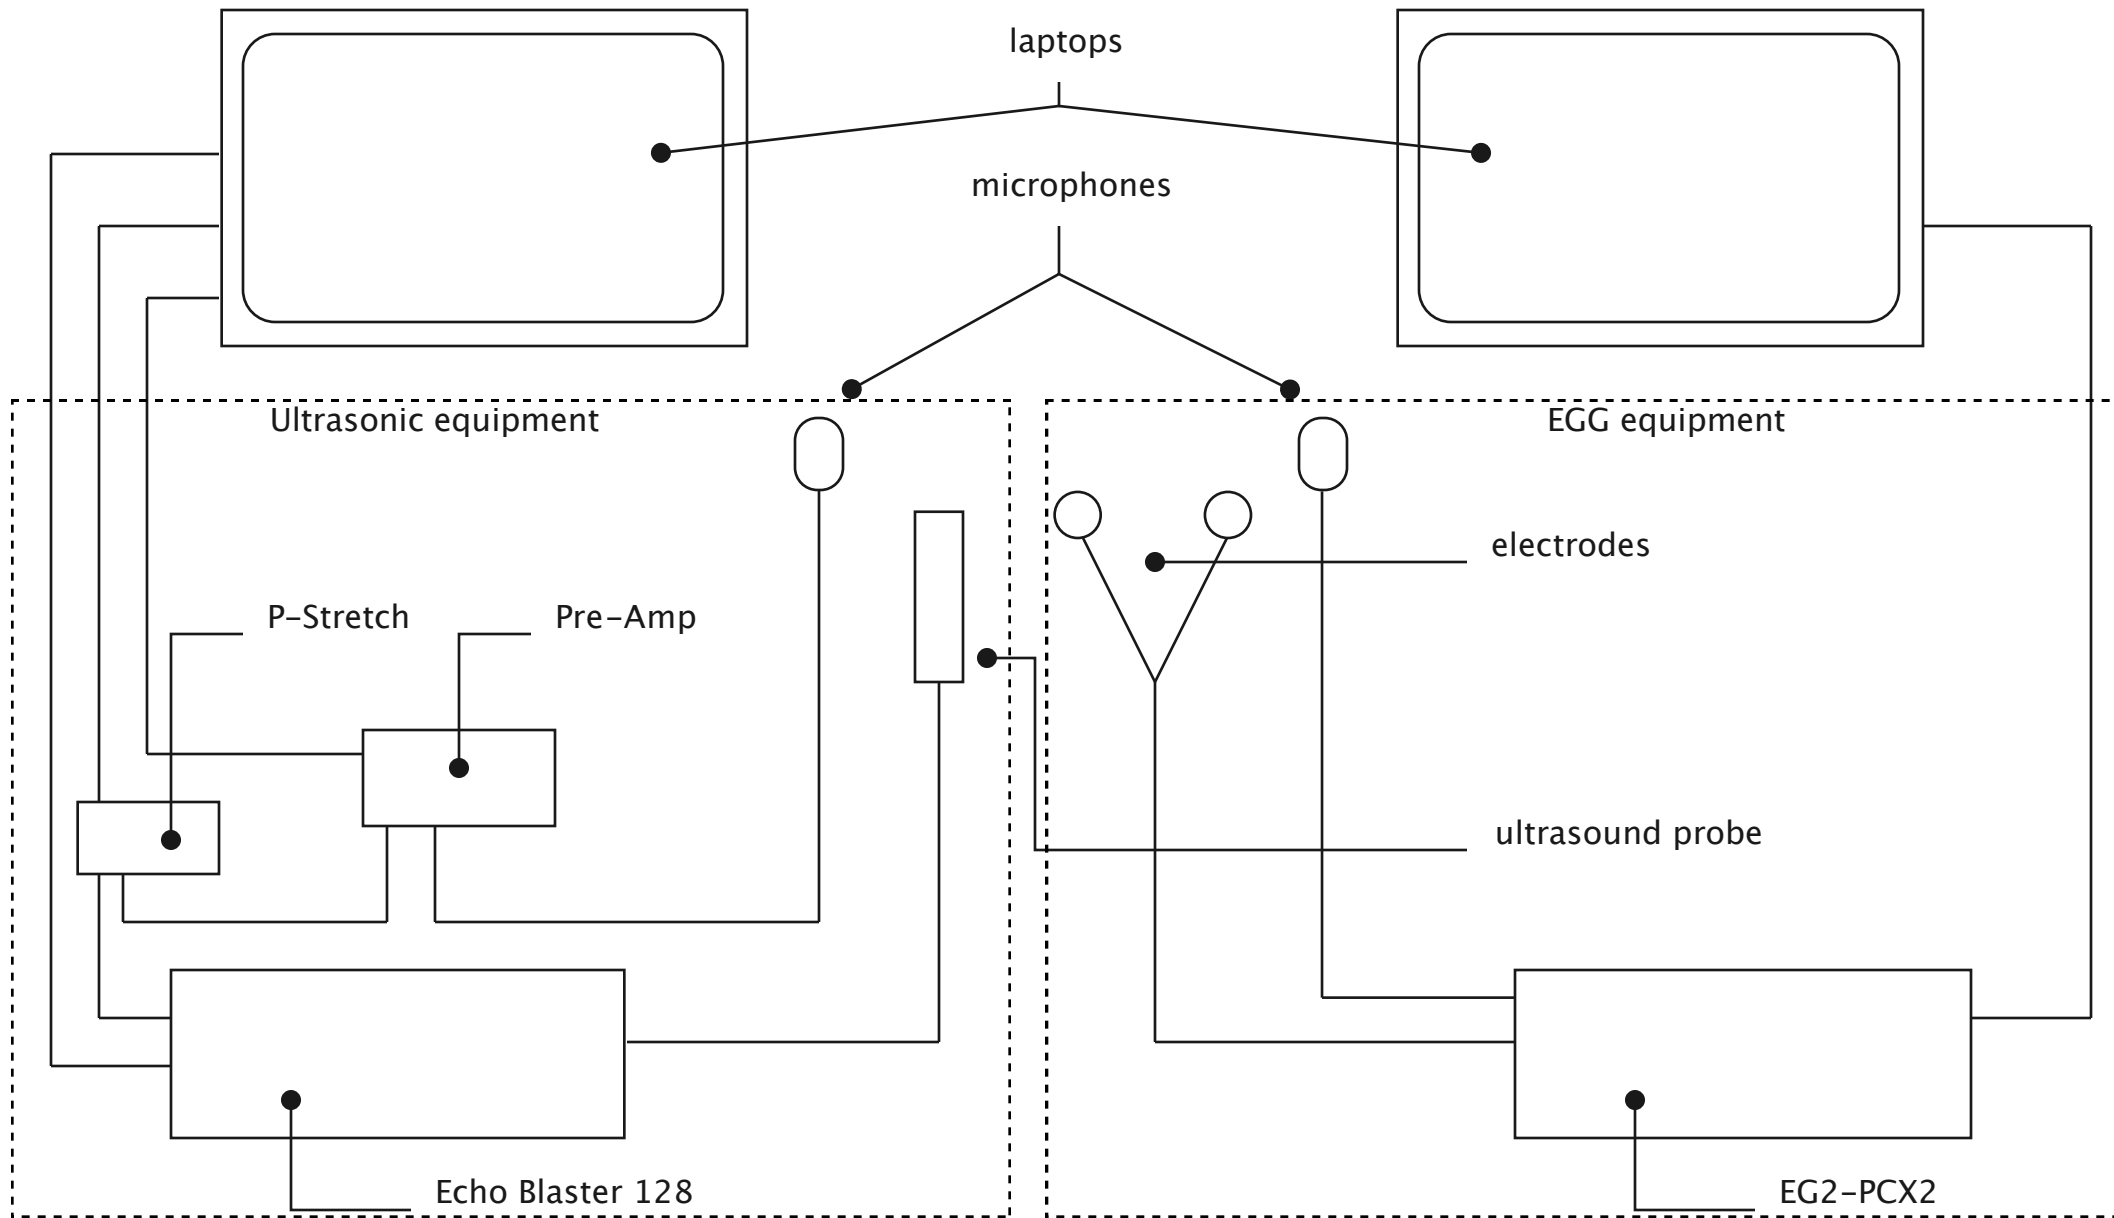 laptops
microphones
Ultrasonic equipment
EGG equipment
electrodes
P-Stretch
Pre-Amp
ultrasound probe
Echo Blaster 128
EG2-PCX2